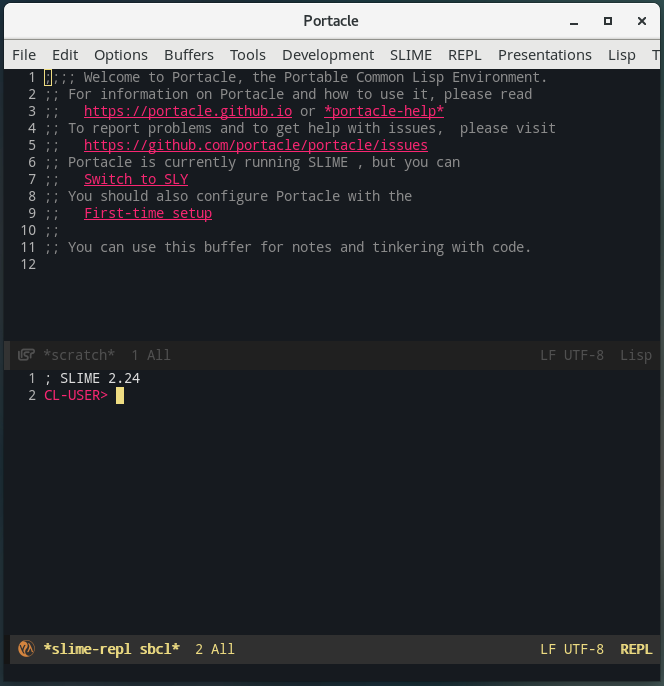 Portacle
File Edit Options Buffers Tools Development SLIME REPL Presentations Lisp T
1 ;;;; Welcome to Portacle, the Portable Common Lisp Environment.
2 ;; For information on Portacle and how to use it, please read
3 ;;   https://portacle.github.io or *portacle-help*
4 ;; To report problems and to get help with issues,  please visit
5 ;;   https://github.com/portacle/portacle/issues
6 ;; Portacle is currently running SLIME , but you can
7 ;;   Switch to SLY
8 ;; You should also configure Portacle with the
9 ;;   First-time setup
10 ;;
11 ;; You can use this buffer for notes and tinkering with code.
12
*scratch*  1 All LF UTF-8  Lisp
1 ; SLIME 2.24
2 CL-USER>
*slime-repl sbcl*  2 All LF UTF-8  REPL